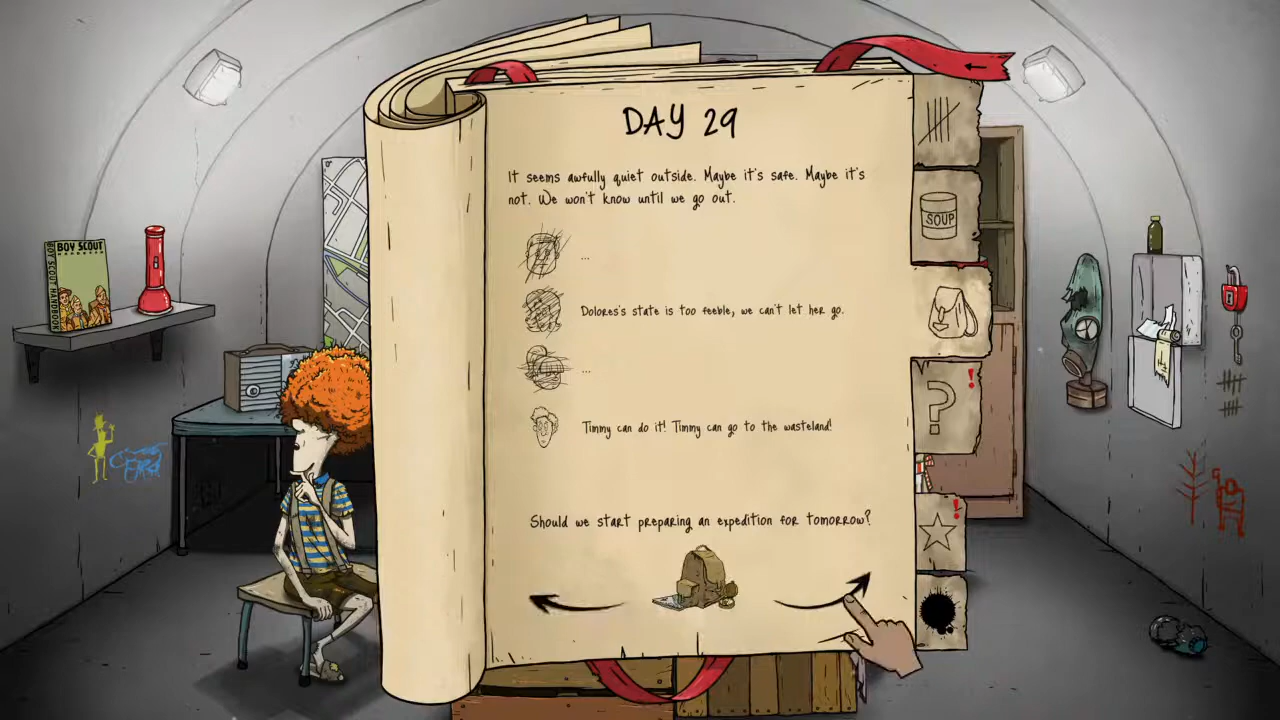 DAY 29
It seems awfully quiet outside. Maybe it's safe. Maybe it's
not. We won't know until we go out.
...
Dolores's state is too feeble, we can't let her go.
...
Timmy can do it! Timmy can go to the wasteland!
Should we start preparing an expedition for tomorrow?
SOUP
?
!
!
BOY SCOUT
BOY SCOUT HANDBOOK